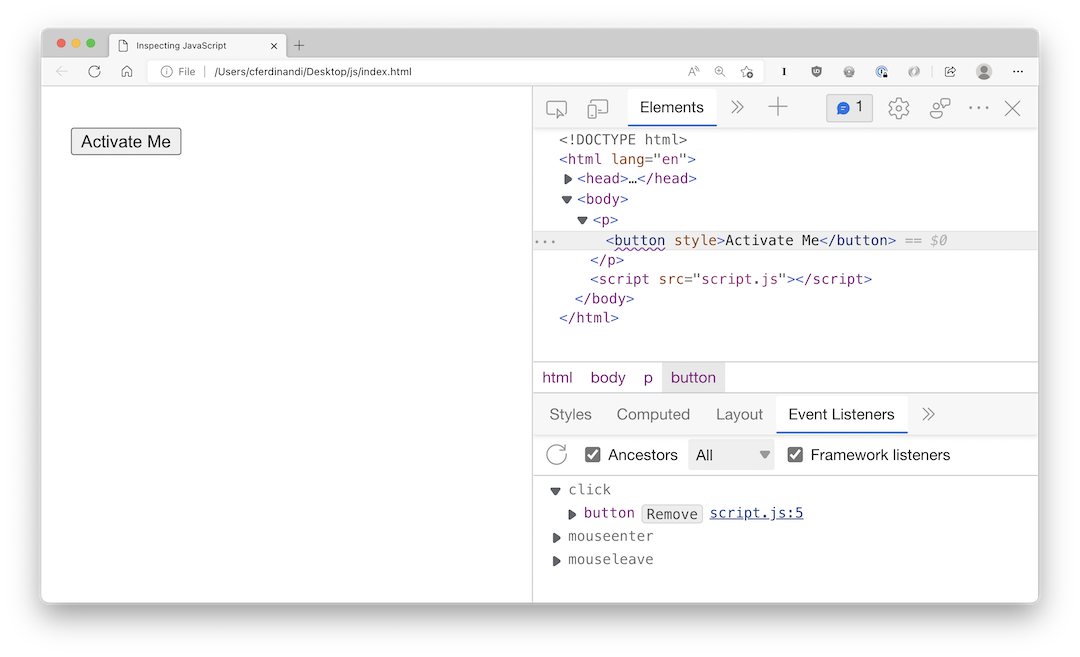 Inspecting JavaScript
File | /Users/cferdinandi/Desktop/js/index.html
Activate Me
Elements
1
<!DOCTYPE html>
<html lang="en">
<head>…</head>
<body>
<p>
... <button style>Activate Me</button> == $0
</p>
<script src="script.js"></script>
</body>
</html>
html body p button
Styles Computed Layout Event Listeners
Ancestors All Framework listeners
click
button Remove script.js:5
mouseenter
mouseleave